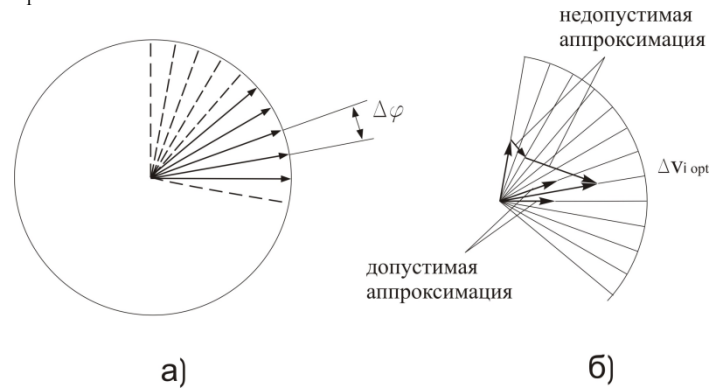 недопустимая
аппроксимация
Δφ
ΔVi opt
допустимая
аппроксимация
а)
б)